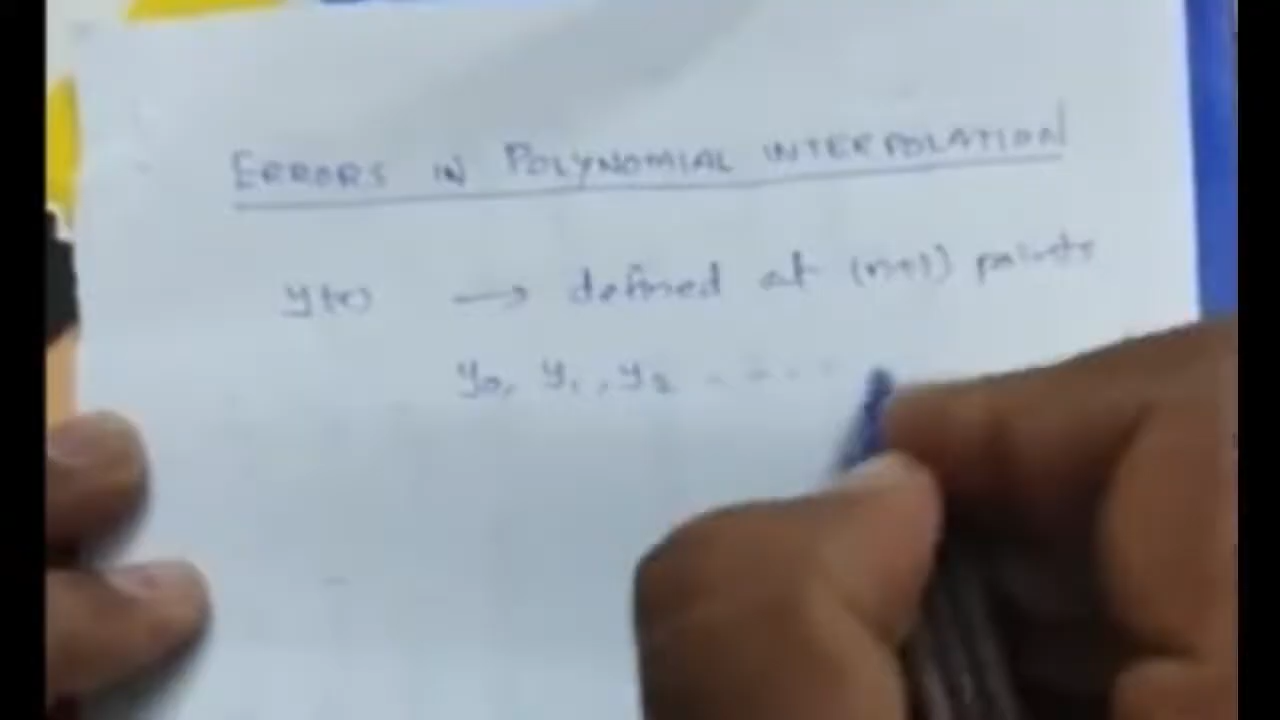 ERRORS IN POLYNOMIAL INTERPOLATION
y(x) → defined at (n+1) points
y₀, y₁, y₂ - - - -